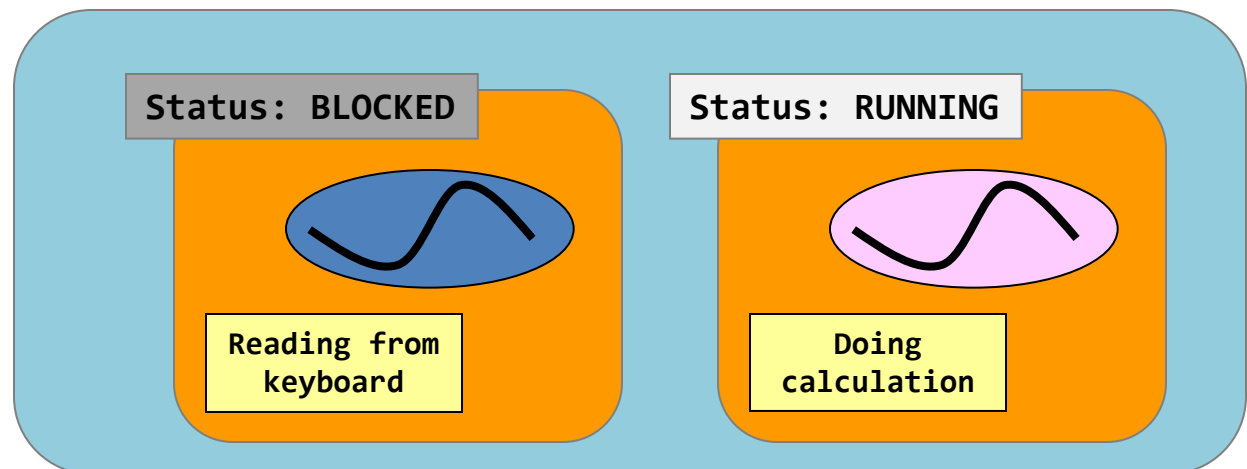 Status: BLOCKED
Reading from
keyboard
Status: RUNNING
Doing
calculation